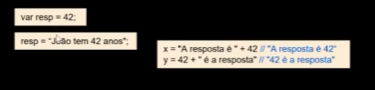 var resp = 42;
resp = "João tem 42 anos";
x = "A resposta é " + 42 // "A resposta é 42"
y = 42 + " é a resposta" // "42 é a resposta"